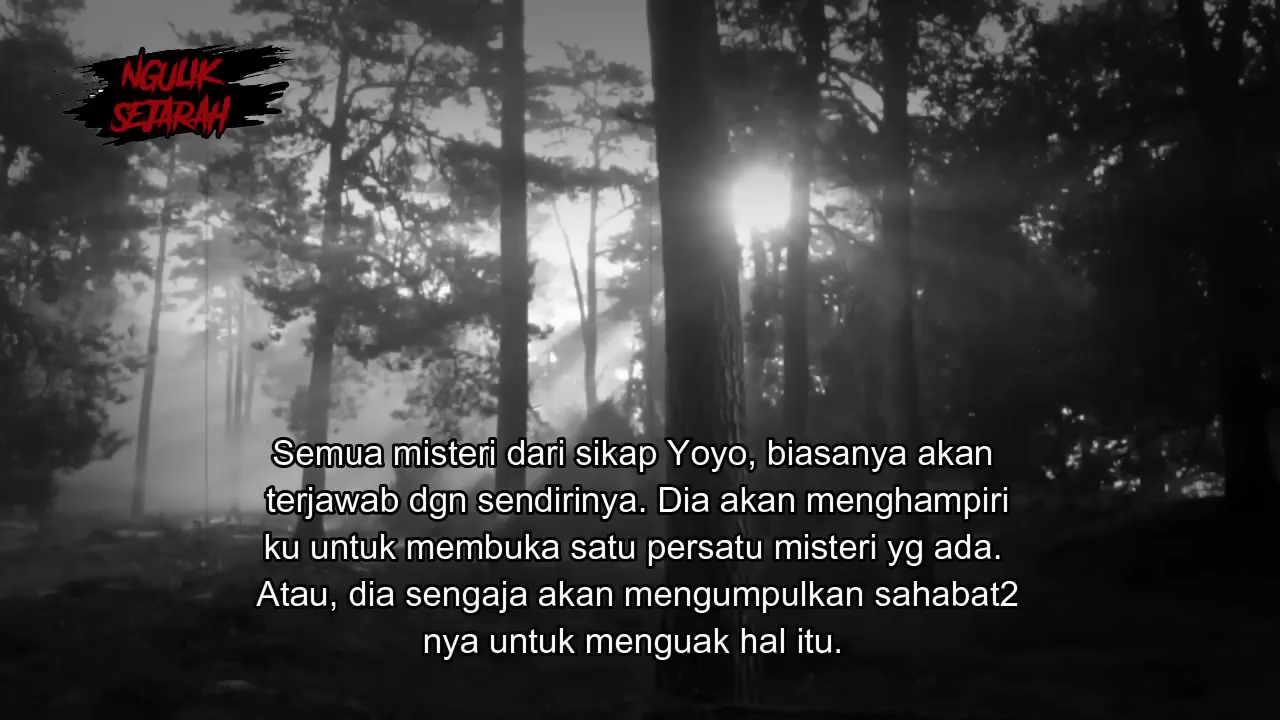 NGULIK
SEJARAH
Semua misteri dari sikap Yoyo, biasanya akan
terjawab dgn sendirinya. Dia akan menghampiri
ku untuk membuka satu persatu misteri yg ada.
Atau, dia sengaja akan mengumpulkan sahabat2
nya untuk menguak hal itu.